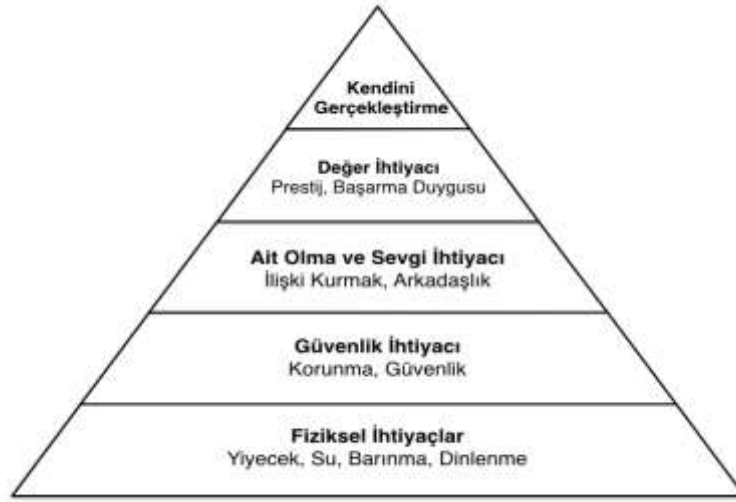 Kendini
Gerçekleştirme
Değer İhtiyacı
Prestij, Başarma Duygusu
Ait Olma ve Sevgi İhtiyacı
İlişki Kurmak, Arkadaşlık
Güvenlik İhtiyacı
Korunma, Güvenlik
Fiziksel İhtiyaçlar
Yiyecek, Su, Barınma, Dinlenme